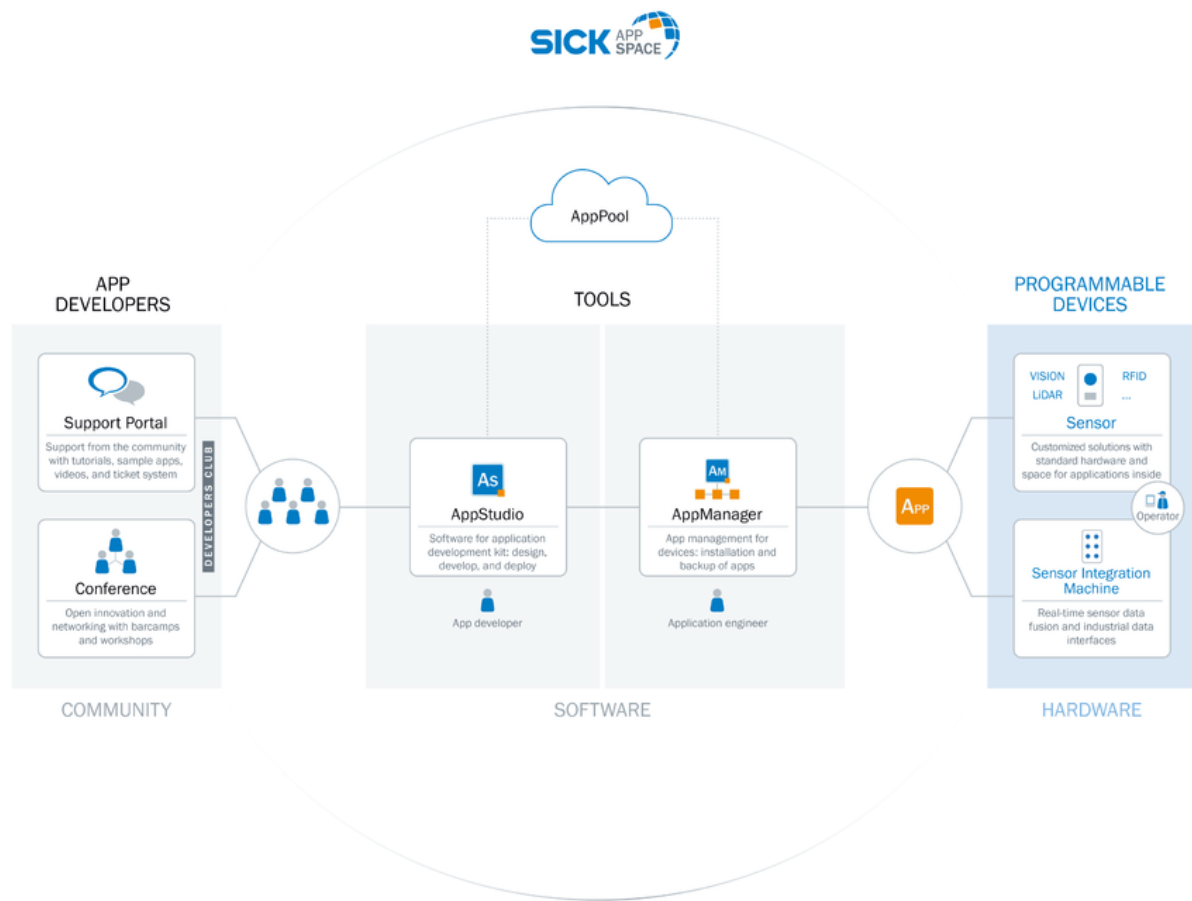 SICK APP
SPACE
AppPool
APP
DEVELOPERS
TOOLS
PROGRAMMABLE
DEVICES
Support Portal
Support from the community
with tutorials, sample apps,
videos, and ticket system
Conference
Open innovation and
networking with barcamps
and workshops
DEVELOPERS CLUB
As
AppStudio
Software for application
development kit: design,
develop, and deploy
App developer
AM
AppManager
App management for
devices: installation and
backup of apps
Application engineer
APP
VISION
RFID
LiDAR
...
Sensor
Customized solutions with
standard hardware and
space for applications inside
Operator
Sensor Integration
Machine
Real-time sensor data
fusion and industrial data
interfaces
COMMUNITY
SOFTWARE
HARDWARE